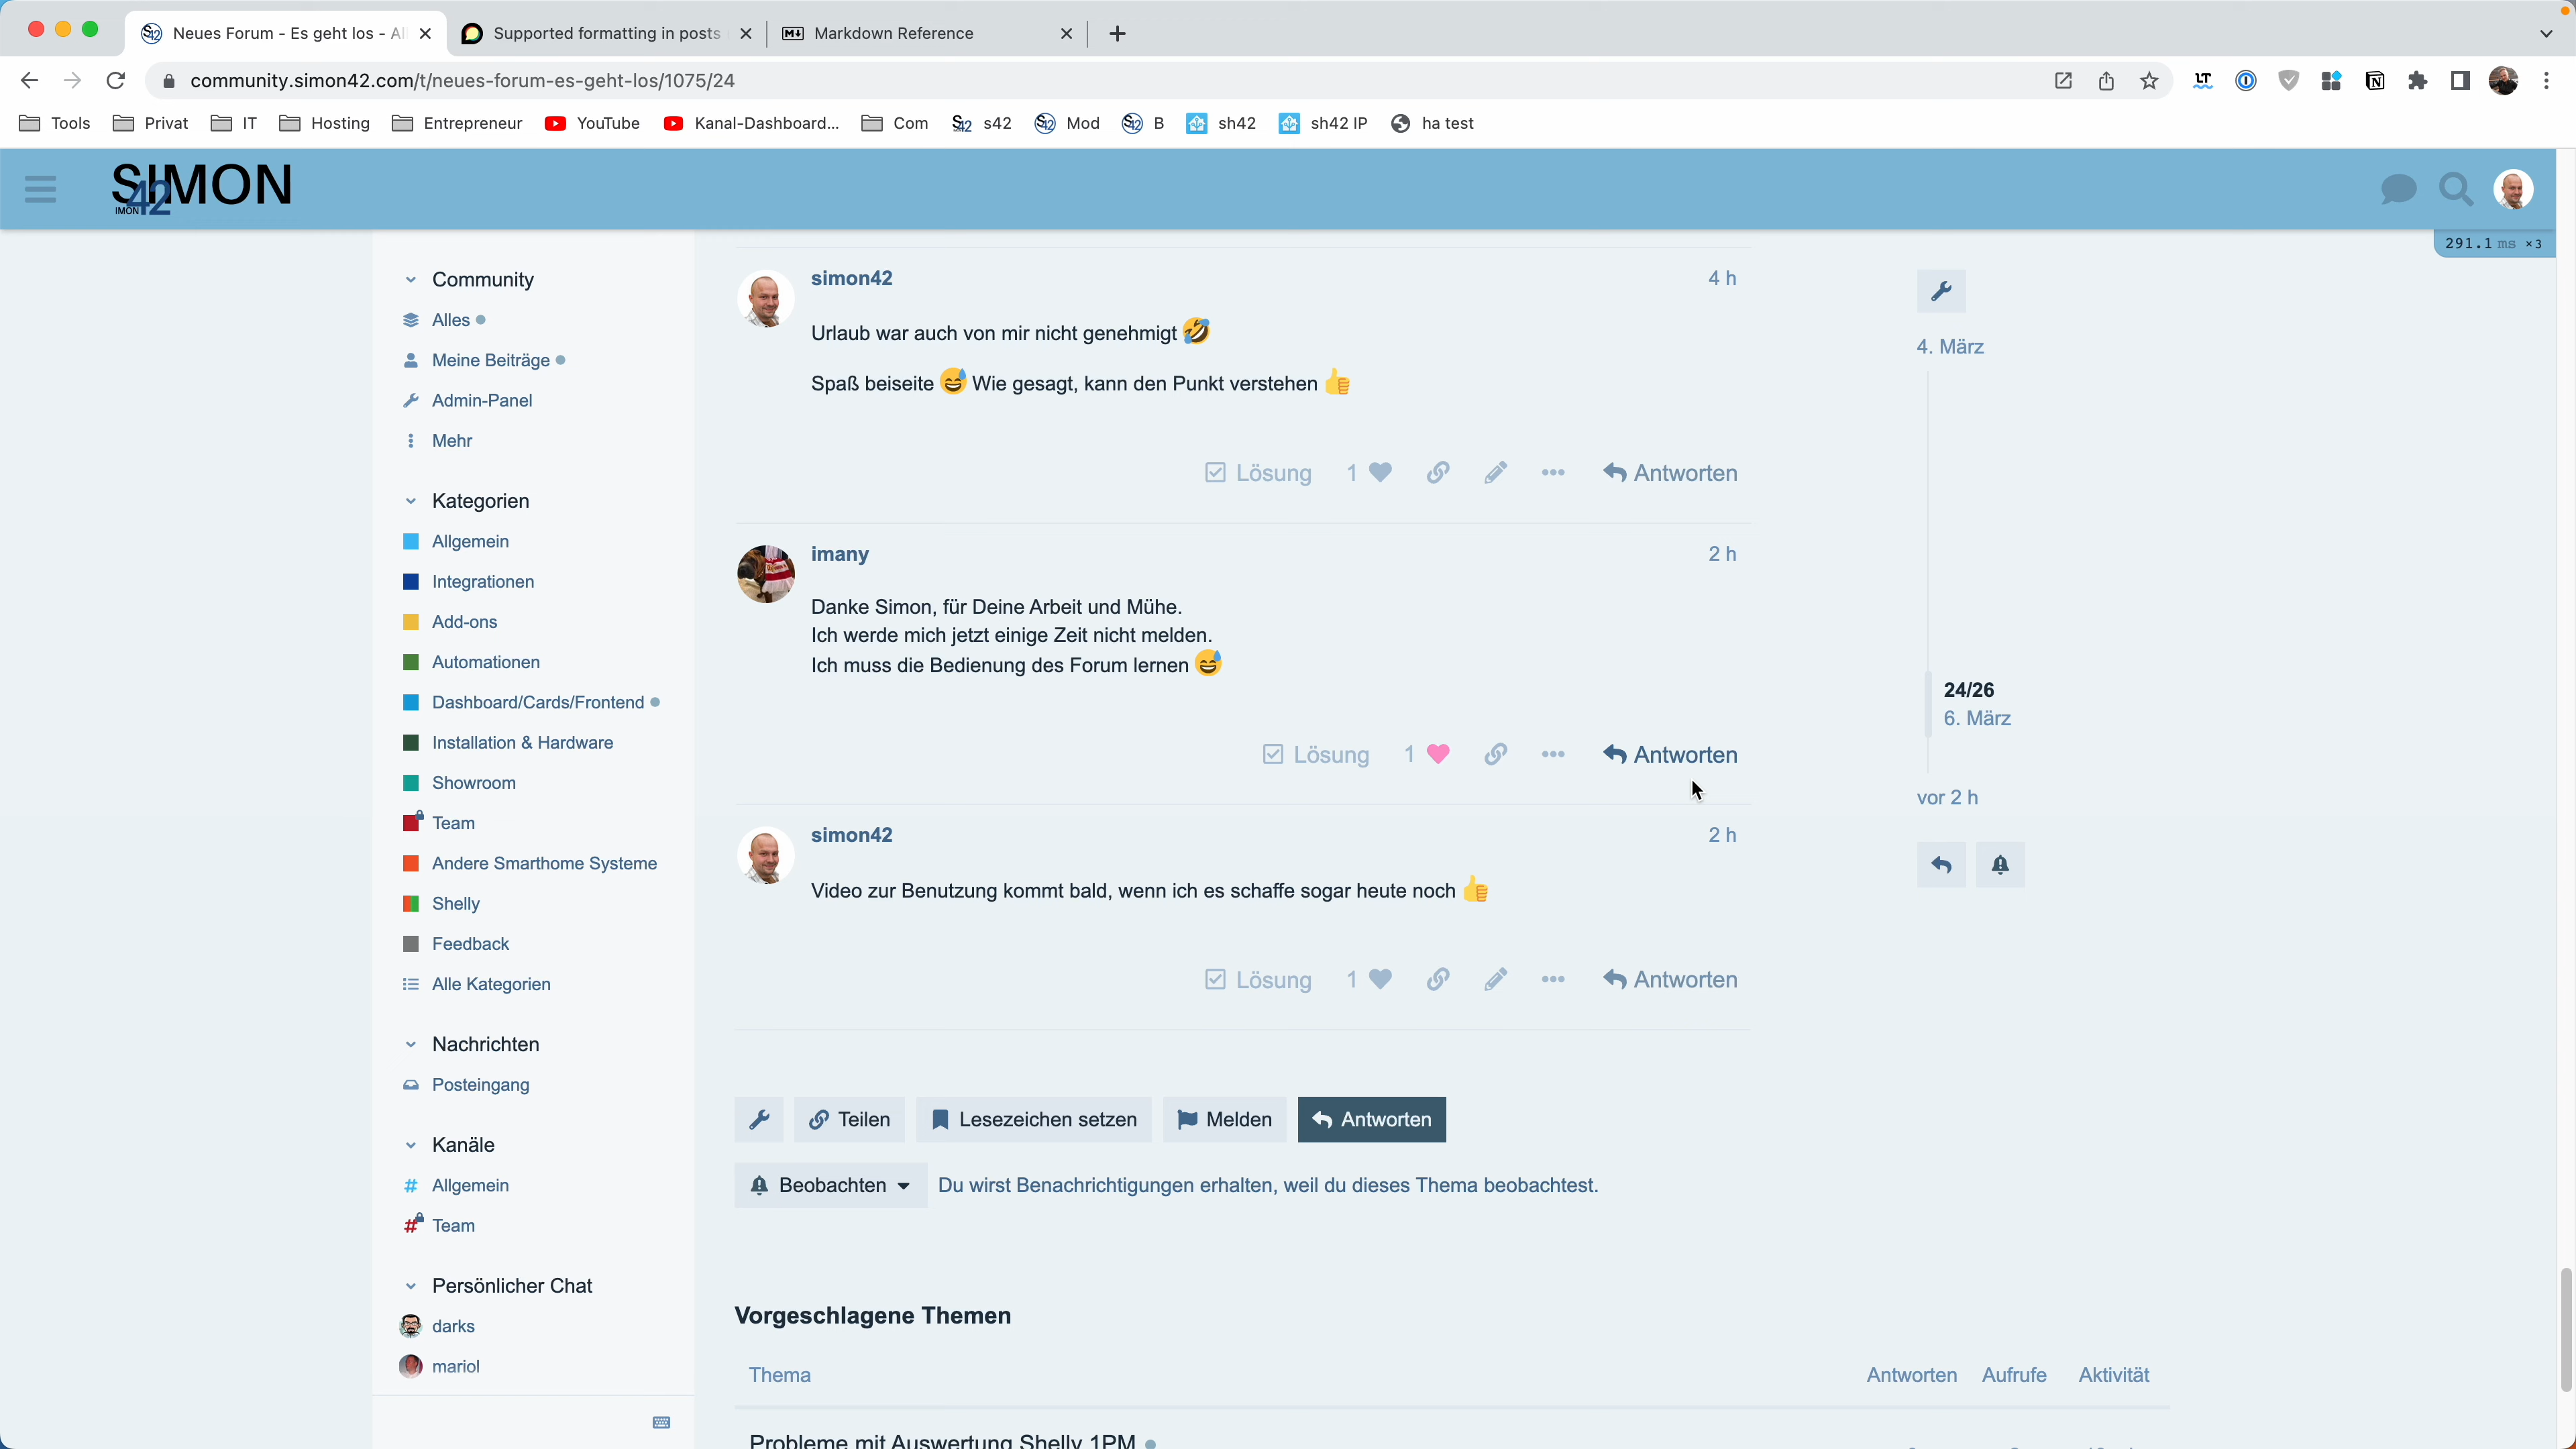 Neues Forum - Es geht los - Al
Supported formatting in posts
Markdown Reference
community.simon42.com/t/neues-forum-es-geht-los/1075/24
Tools
Privat
IT
Hosting
Entrepreneur
YouTube
Kanal-Dashboard...
Com
s42
Mod
B
sh42
sh42 IP
ha test
SIMON
IMON42
291.1 ms ×3
Community
Alles
Meine Beiträge
Admin-Panel
Mehr
Kategorien
Allgemein
Integrationen
Add-ons
Automationen
Dashboard/Cards/Frontend
Installation & Hardware
Showroom
Team
Andere Smarthome Systeme
Shelly
Feedback
Alle Kategorien
Nachrichten
Posteingang
Kanäle
# Allgemein
# Team
Persönlicher Chat
darks
mariol
simon42
4 h
Urlaub war auch von mir nicht genehmigt 🤣
Spaß beiseite 😅 Wie gesagt, kann den Punkt verstehen 👍
Lösung 1 Antworten
imany
2 h
Danke Simon, für Deine Arbeit und Mühe.
Ich werde mich jetzt einige Zeit nicht melden.
Ich muss die Bedienung des Forum lernen 😅
Lösung 1 Antworten
simon42
2 h
Video zur Benutzung kommt bald, wenn ich es schaffe sogar heute noch 👍
Lösung 1 Antworten
4. März
24/26
6. März
vor 2 h
Teilen
Lesezeichen setzen
Melden
Antworten
Beobachten
Du wirst Benachrichtigungen erhalten, weil du dieses Thema beobachtest.
Vorgeschlagene Themen
Thema Antworten Aufrufe Aktivität
Probleme mit Auswertung Shelly 1PM